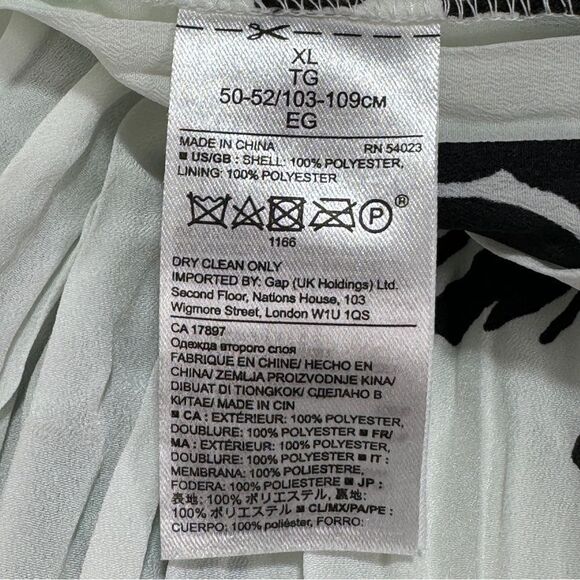 XL
TG
50-52/103-109CM
EG
MADE IN CHINA RN 54023
■ US/GB : SHELL: 100% POLYESTER,
LINING: 100% POLYESTER
P ®
1166
DRY CLEAN ONLY
IMPORTED BY: Gap (UK Holdings) Ltd.
Second Floor, Nations House, 103
Wigmore Street, London W1U 1QS
CA 17897
Одежда второго слоя
FABRIQUÉ EN CHINE/ HECHO EN
CHINA/ ZEMLJA PROIZVODNJE KINA/
DIBUAT DI TIONGKOK/ СДЕЛАНО В
КИТАЕ/ MADE IN CIN
■ CA : EXTÉRIEUR: 100% POLYESTER,
DOUBLURE: 100% POLYESTER ■ FR/
MA : EXTÉRIEUR: 100% POLYESTER,
DOUBLURE: 100% POLYESTER ■ IT :
MEMBRANA: 100% POLIESTERE,
FODERA: 100% POLIESTERE ■ JP :
表地: 100% ポリエステル, 裏地:
100% ポリエステル ■ CL/MX/PA/PE :
CUERPO: 100% poliéster, FORRO: